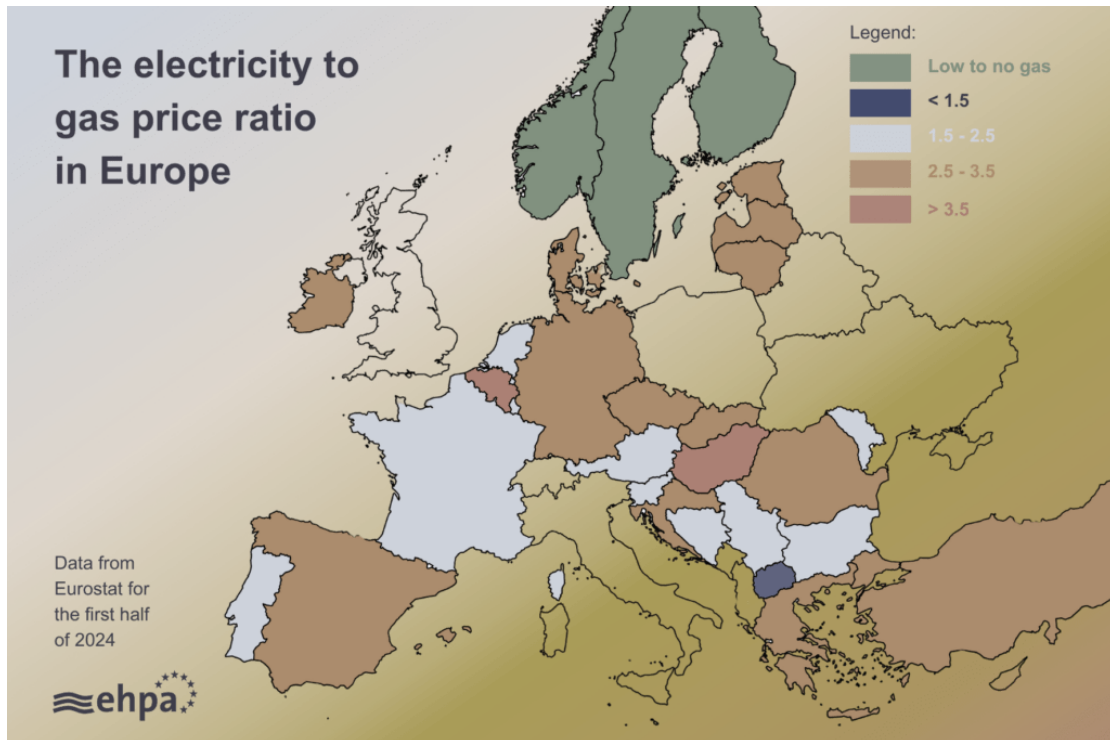 The electricity to
gas price ratio
in Europe
Legend:
Low to no gas
< 1.5
1.5 - 2.5
2.5 - 3.5
> 3.5
Data from
Eurostat for
the first half
of 2024
ehpa